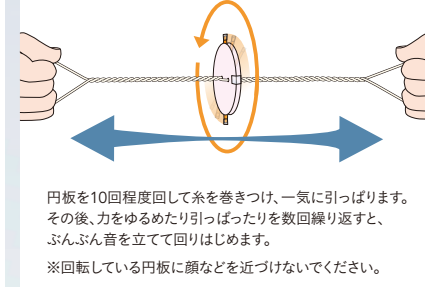 円板を10回程度回して糸を巻きつけ、一気に引っぱります。
その後、力をゆるめたり引っぱったりを数回繰り返すと、
ぶんぶん音を立てて回りはじめます。
※回転している円板に顔などを近づけないでください。